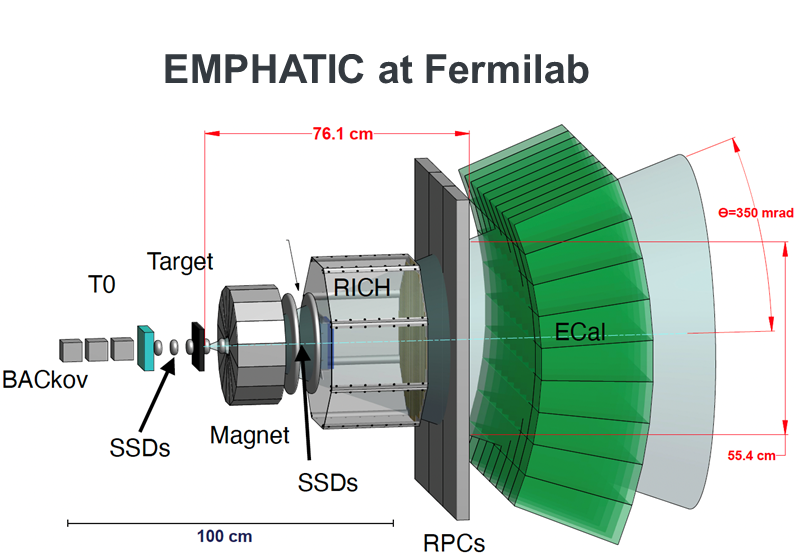 EMPHATIC at Fermilab
76.1 cm
Ɵ=350 mrad
Target
T0
RICH
ECal
BACkov
Magnet
SSDs
SSDs
55.4 cm
100 cm
RPCs